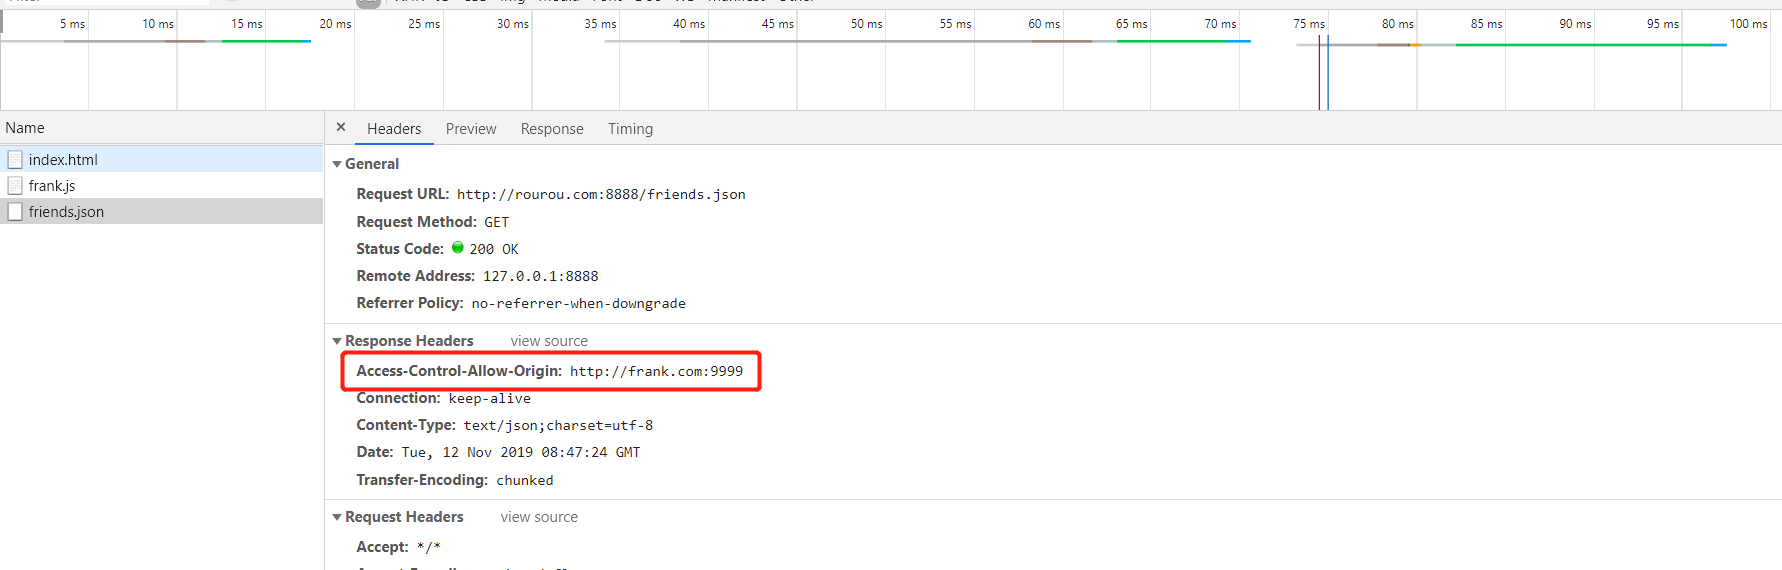 5 ms 10 ms 15 ms 20 ms 25 ms 30 ms 35 ms 40 ms 45 ms 50 ms 55 ms 60 ms 65 ms 70 ms 75 ms 80 ms 85 ms 90 ms 95 ms 100 ms
Name
× Headers Preview Response Timing
index.html
frank.js
friends.json
General
Request URL: http://rourou.com:8888/friends.json
Request Method: GET
Status Code: 200 OK
Remote Address: 127.0.0.1:8888
Referrer Policy: no-referrer-when-downgrade
Response Headers view source
Access-Control-Allow-Origin: http://frank.com:9999
Connection: keep-alive
Content-Type: text/json;charset=utf-8
Date: Tue, 12 Nov 2019 08:47:24 GMT
Transfer-Encoding: chunked
Request Headers view source
Accept: */*